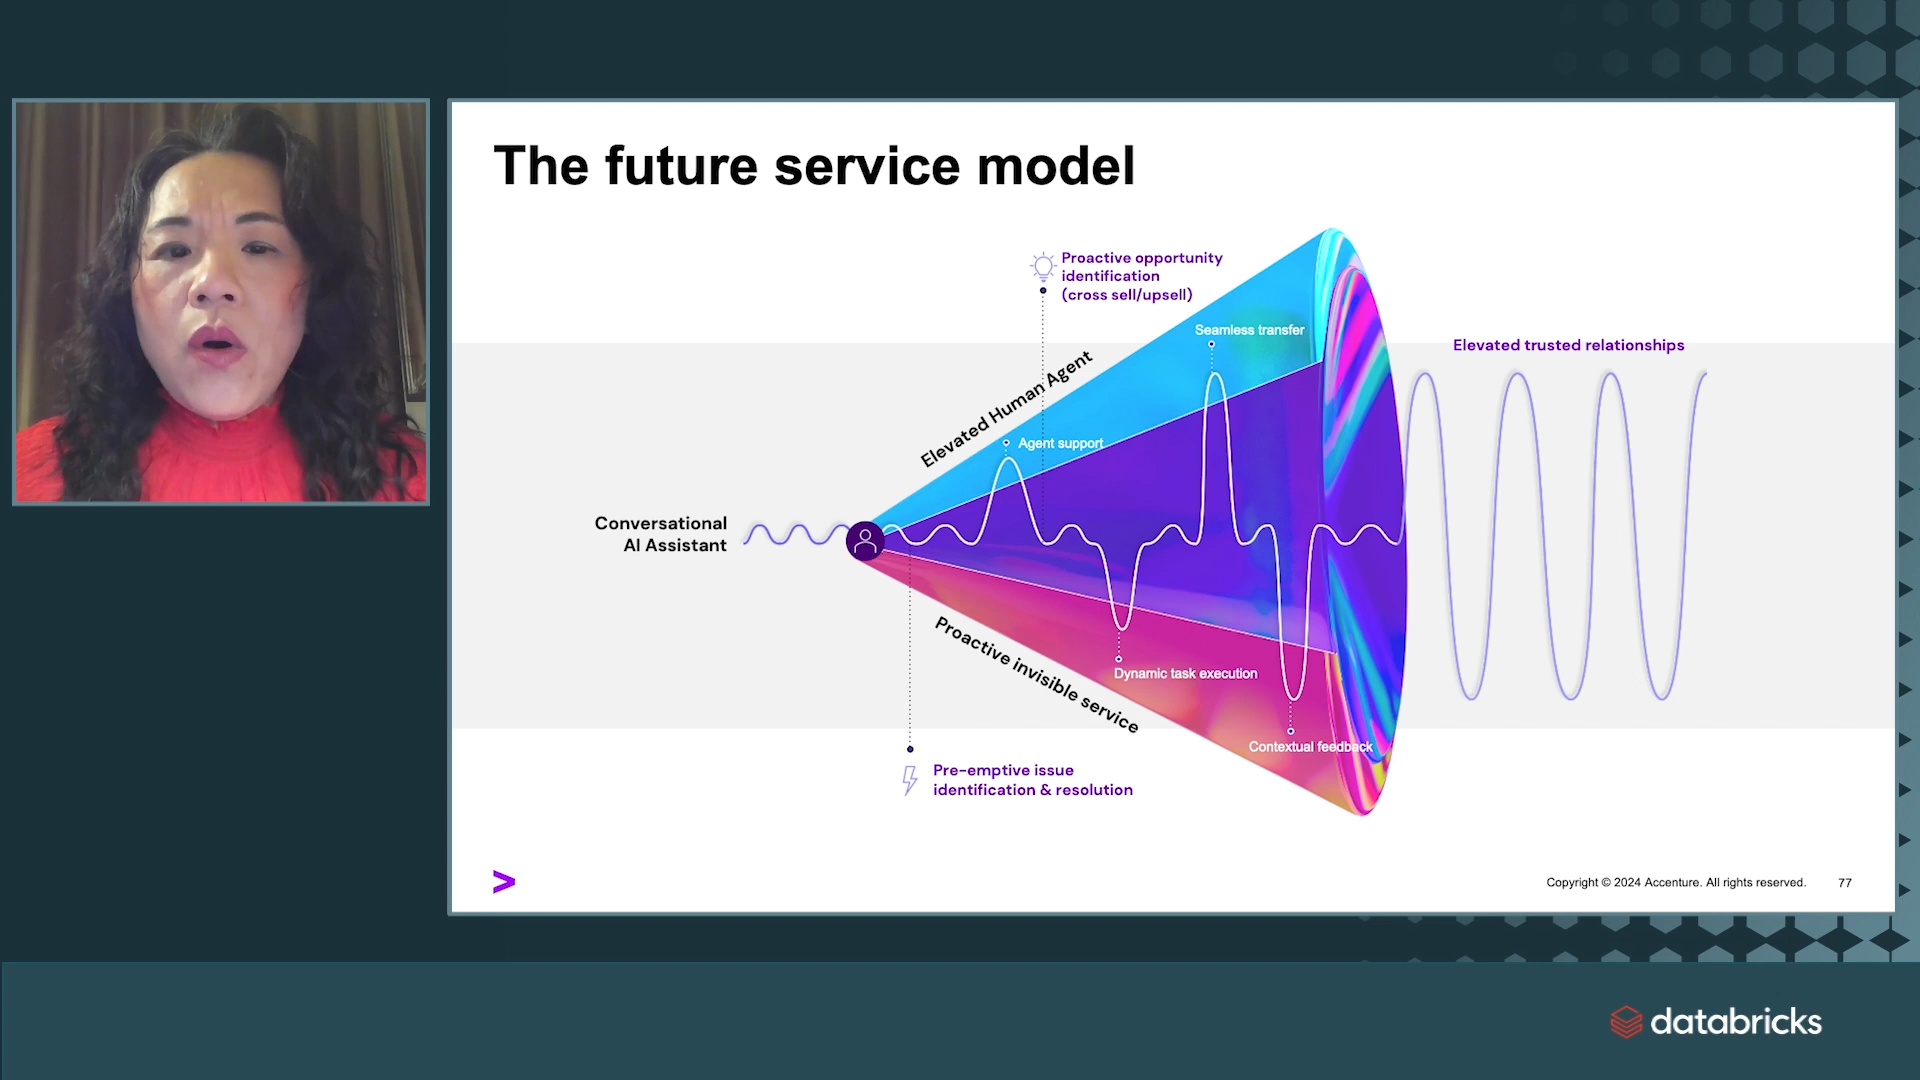 The future service model
Proactive opportunity
identification
(cross sell/upsell)
Seamless transfer
Elevated trusted relationships
Elevated Human Agent
Agent support
Conversational
AI Assistant
Proactive invisible service
Dynamic task execution
Contextual feedback
Pre-emptive issue
identification & resolution
>
Copyright © 2024 Accenture. All rights reserved. 77
databricks